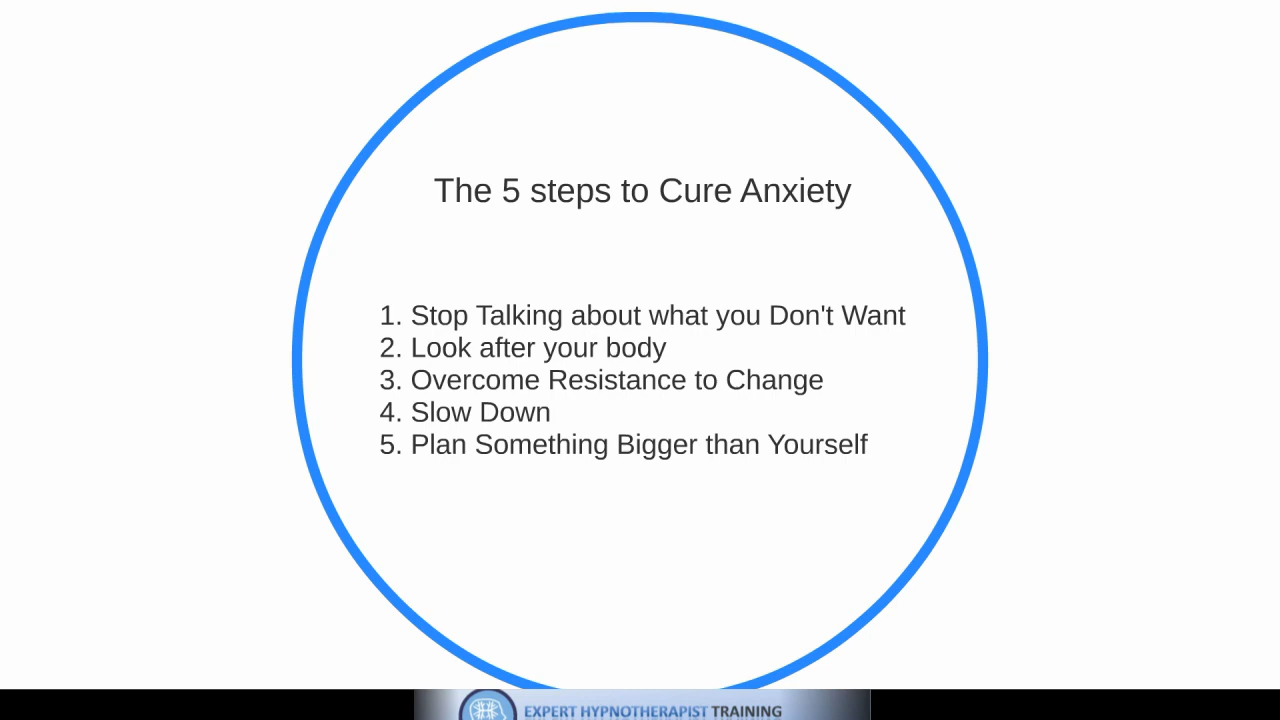 The 5 steps to Cure Anxiety
1. Stop Talking about what you Don't Want
2. Look after your body
3. Overcome Resistance to Change
4. Slow Down
5. Plan Something Bigger than Yourself
EXPERT HYPNOTHERAPIST TRAINING